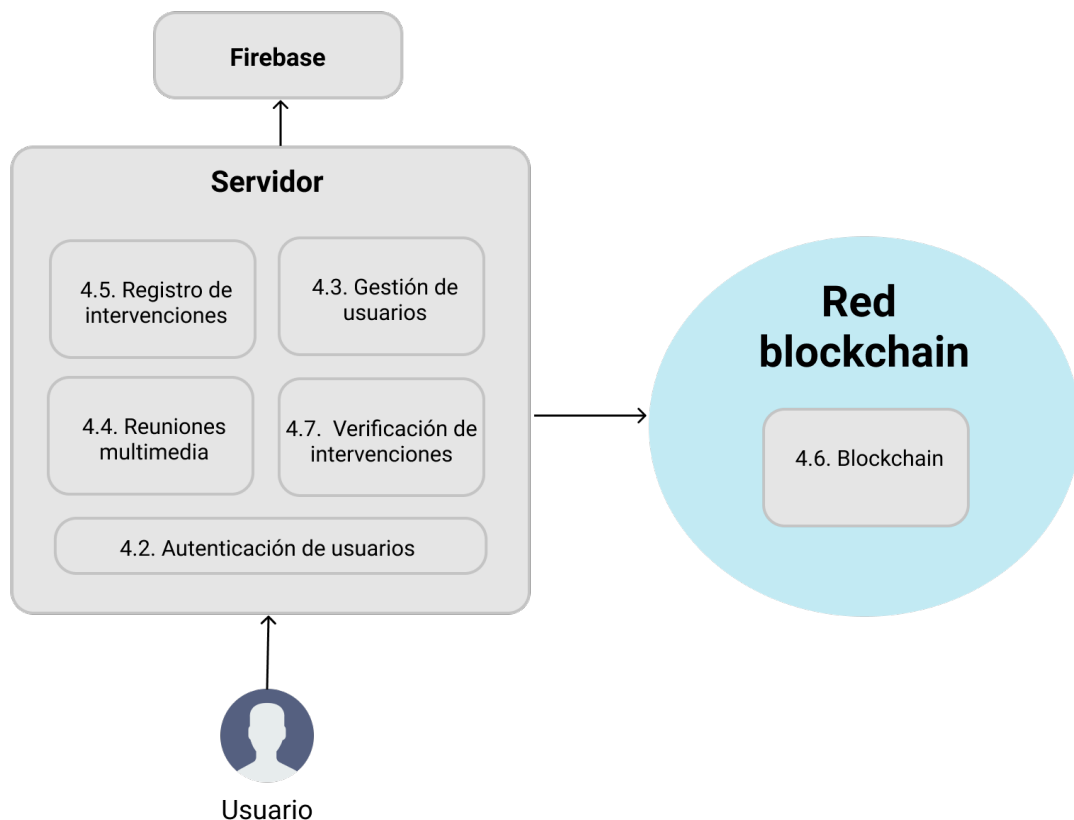 Firebase
Servidor
4.5. Registro de
intervenciones
4.3. Gestión de
usuarios
4.4. Reuniones
multimedia
4.7. Verificación de
intervenciones
4.2. Autenticación de usuarios
Red
blockchain
4.6. Blockchain
Usuario